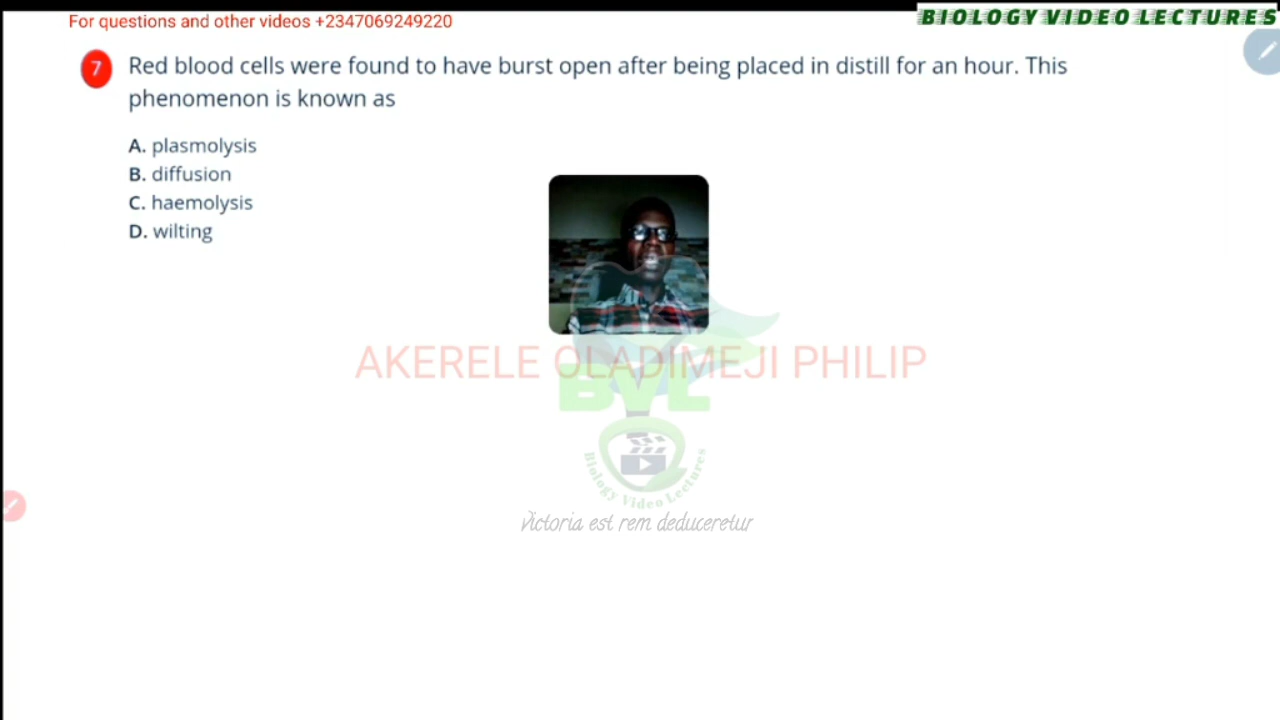 For questions and other videos +2347069249220
BIOLOGY VIDEO LECTURES
7 Red blood cells were found to have burst open after being placed in distill for an hour. This
phenomenon is known as
A. plasmolysis
B. diffusion
C. haemolysis
D. wilting
AKERELE OLADIMEJI PHILIP
BVL
Biology Video Lectures
Victoria est rem deduceretur